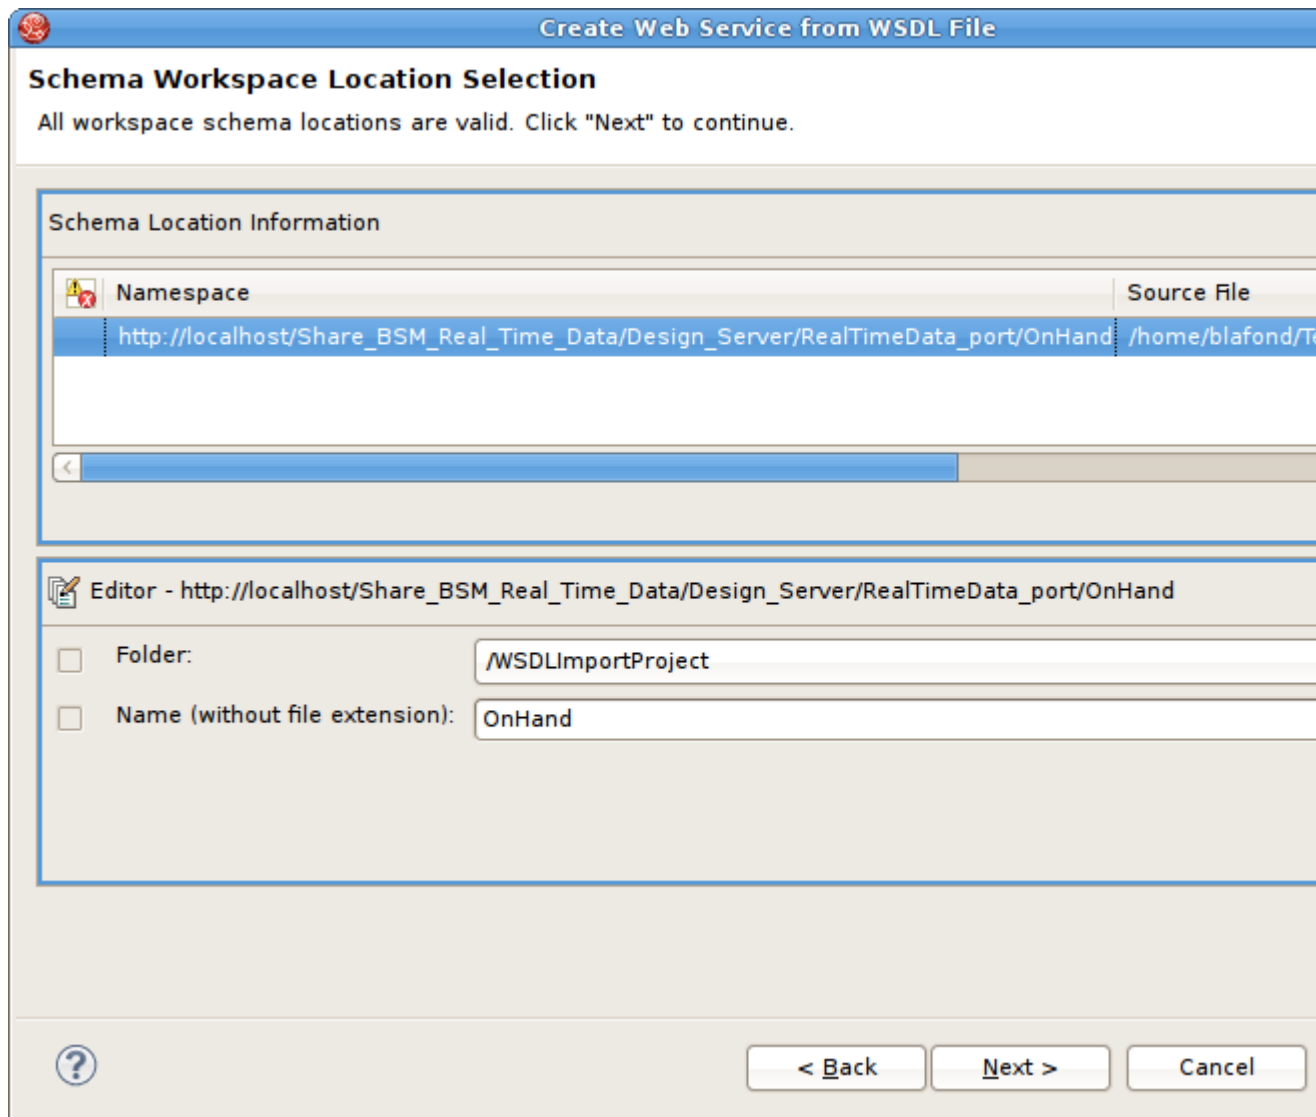 Create Web Service from WSDL File
Schema Workspace Location Selection
All workspace schema locations are valid. Click "Next" to continue.
Schema Location Information
Namespace Source File
http://localhost/Share_BSM_Real_Time_Data/Design_Server/RealTimeData_port/OnHand /home/blafond/Te
Editor - http://localhost/Share_BSM_Real_Time_Data/Design_Server/RealTimeData_port/OnHand
Folder: /WSDLImportProject
Name (without file extension): OnHand
< Back Next > Cancel